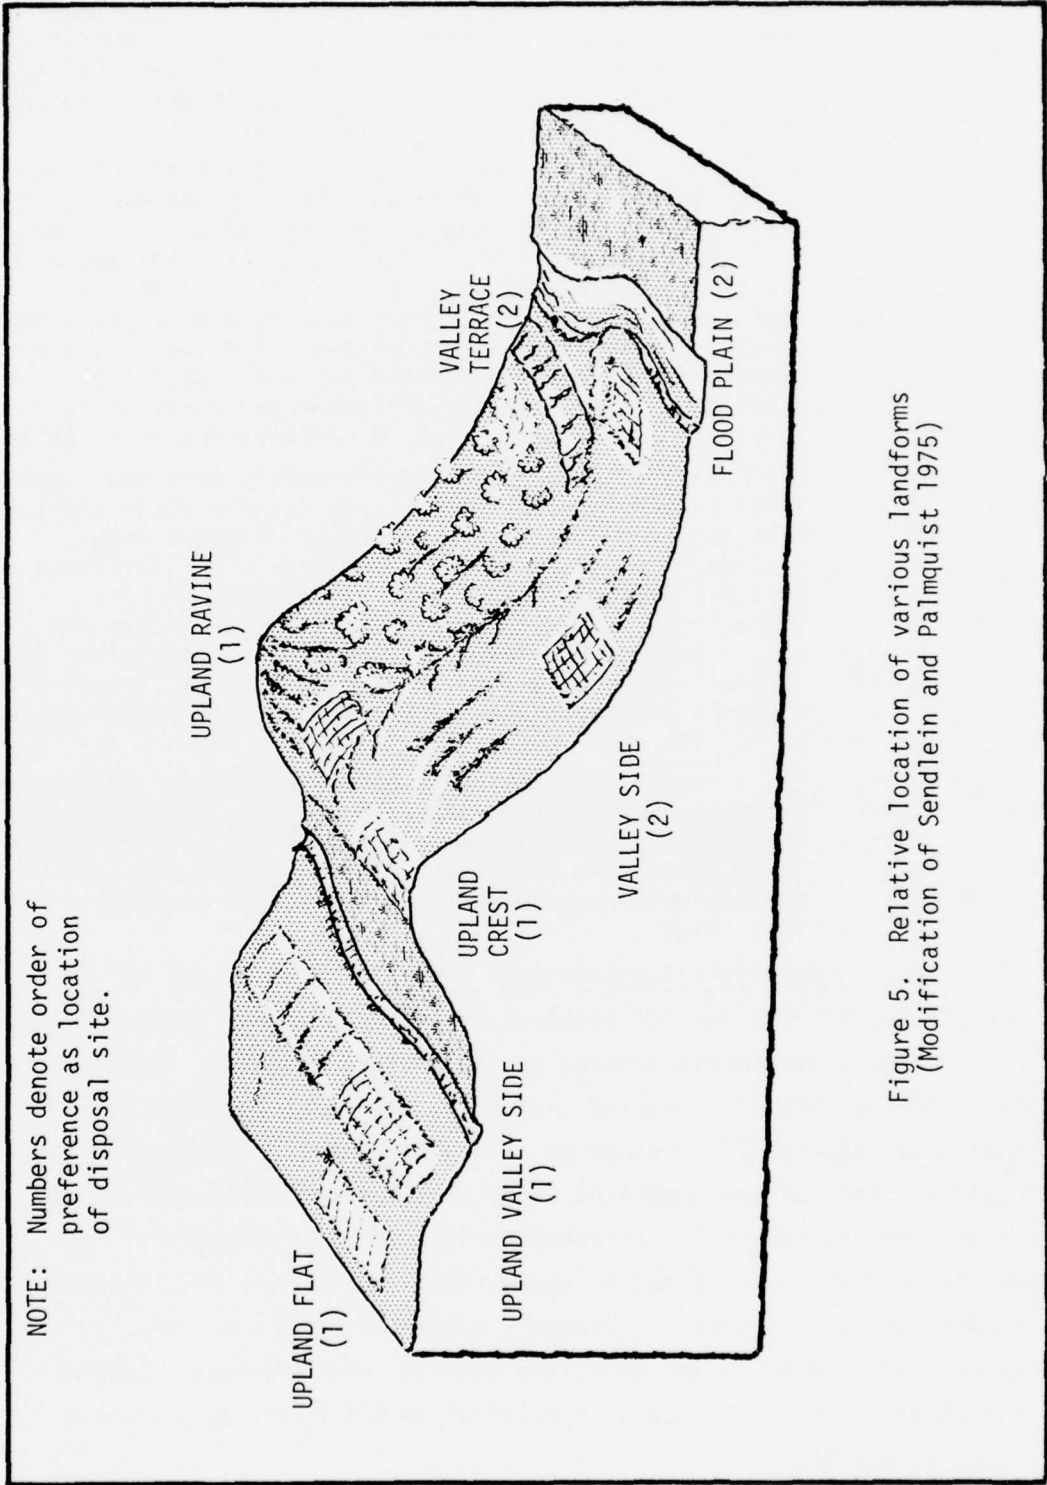 NOTE: Numbers denote order of
preference as location
of disposal site.
UPLAND FLAT
(1)
UPLAND RAVINE
(1)
VALLEY
TERRACE
(2)
UPLAND VALLEY SIDE
(1)
UPLAND
CREST
(1)
VALLEY SIDE
(2)
FLOOD PLAIN (2)
Figure 5. Relative location of various landforms
(Modification of Sendlein and Palmquist 1975)